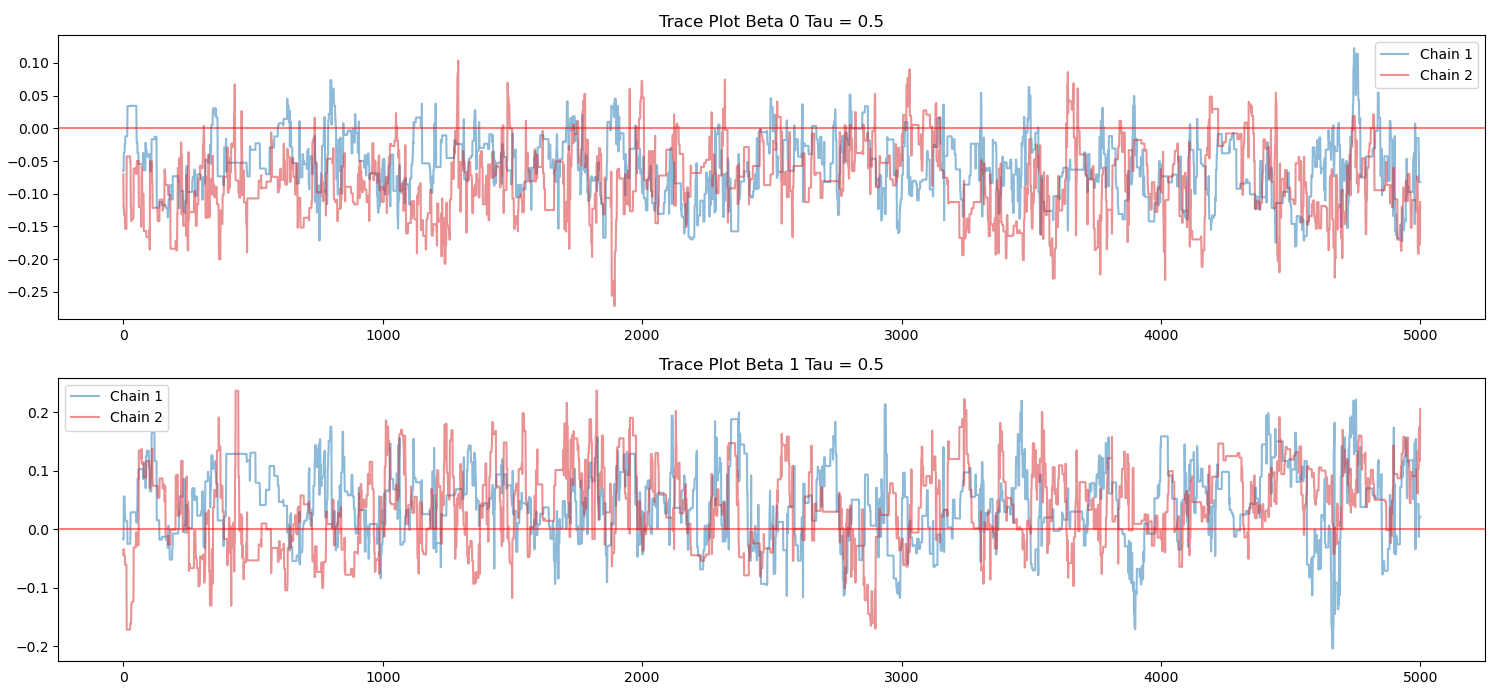 Trace Plot Beta 0 Tau = 0.5
Chain 1
Chain 2
0.10
0.05
0.00
−0.05
−0.10
−0.15
−0.20
−0.25
0 1000 2000 3000 4000 5000
Trace Plot Beta 1 Tau = 0.5
Chain 1
Chain 2
0.2
0.1
0.0
−0.1
−0.2
0 1000 2000 3000 4000 5000